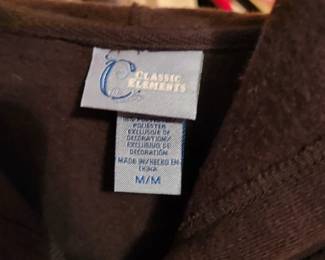 C
CLASSIC
ELEMENTS
POLYESTER
EXCLUSIVE OF
DECORATION/
EXCLUSIVO DE
DECORACIÓN
MADE IN/HECHO EN
CHINA
M/M